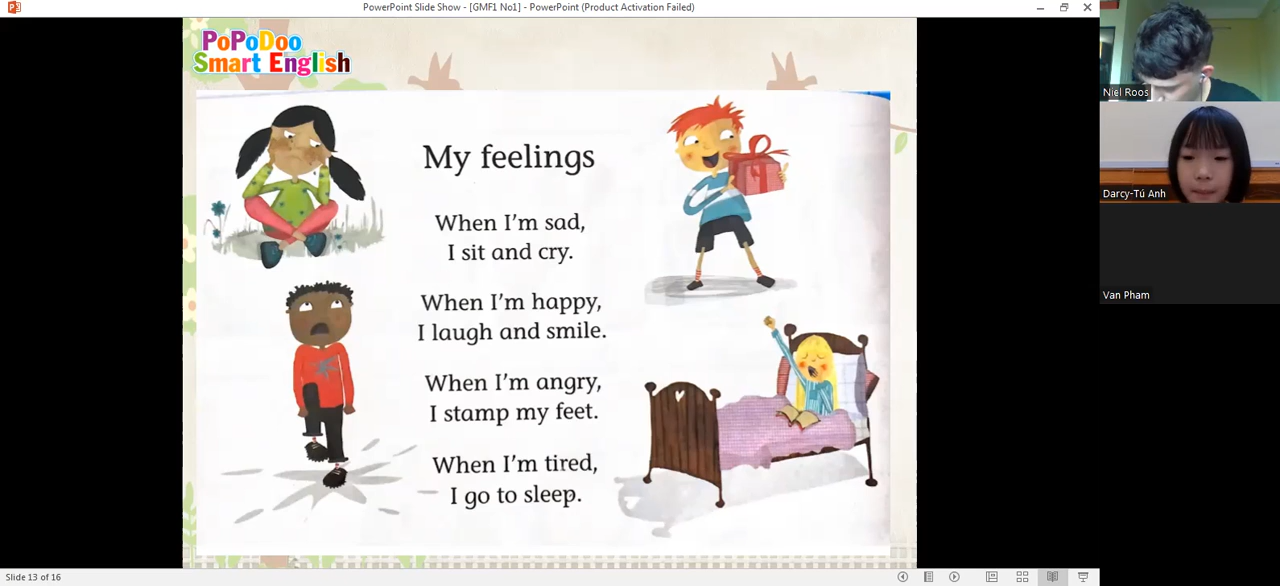 PowerPoint Slide Show - [GMF1 No1] - PowerPoint (Product Activation Failed)
PoPoDoo
Smart English
My feelings
When I'm sad,
I sit and cry.
When I'm happy,
I laugh and smile.
When I'm angry,
I stamp my feet.
When I'm tired,
I go to sleep.
Niel Roos
Darcy-Tú Anh
Van Pham
Slide 13 of 16